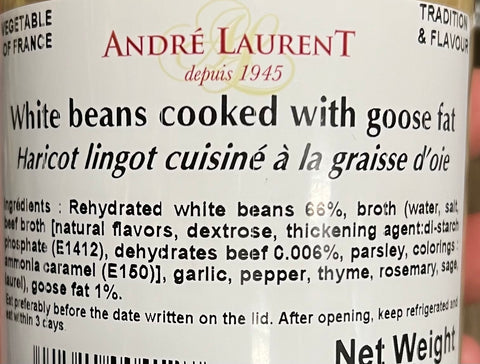 VEGETABLE
OF FRANCE
TRADITION
& FLAVOUR
ANDRÉ LAURENT
depuis 1945
White beans cooked with goose fat
Haricot lingot cuisiné à la graisse d'oie
Ingrédients : Rehydrated white beans 66%, broth (water, salt,
beef broth [natural flavors, dextrose, thickening agent:di-starch
phosphate (E1412), dehydrates beef 0.006%, parsley, colorings :
ammonia caramel (E150)], garlic, pepper, thyme, rosemary, sage,
laurel), goose fat 1%.
Eat preferably before the date written on the lid. After opening, keep refrigerated and
eat within 3 days
Net Weight